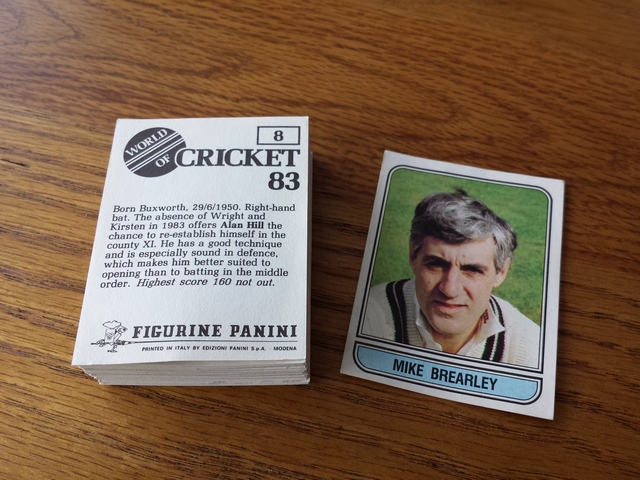 8
WORLD
OF
CRICKET
83
Born Buxworth, 29/6/1950. Right-hand
bat. The absence of Wright and
Kirsten in 1983 offers Alan Hill the
chance to re-establish himself in the
county XI. He has a good technique
and is especially sound in defence,
which makes him better suited to
opening than to batting in the middle
order. Highest score 160 not out.
FIGURINE PANINI
PRINTED IN ITALY BY EDIZIONI PANINI S.p.A. MODENA
MIKE BREARLEY